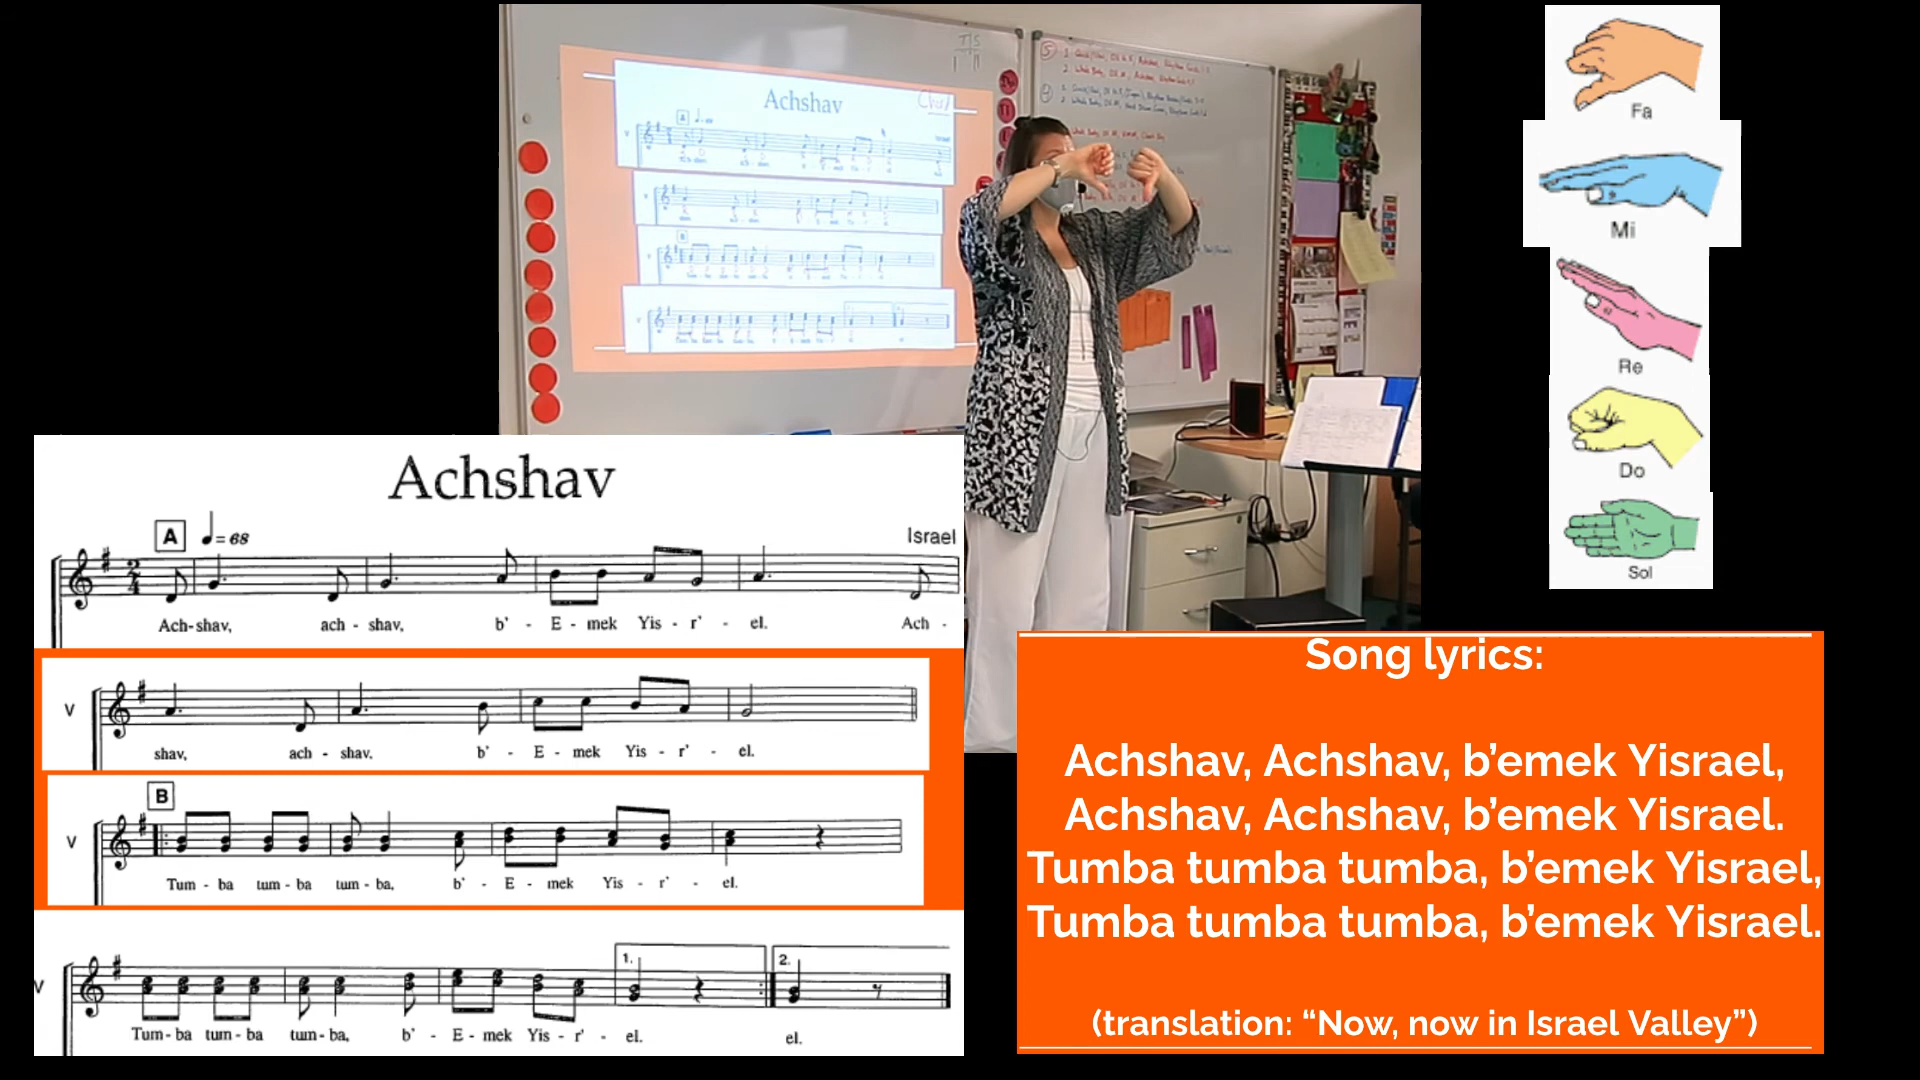 Achshav
Fa
Mi
Re
Do
Sol
Achshav
A ♩= 68
Israel
2
4
Ach-shav, ach - shav, b' - E - mek Yis - r' - el. Ach -
V
shav, ach - shav. b' - E - mek Yis - r' - el.
B
V
Tum - ba tum - ba tum - ba, b' - E - mek Yis - r' - el.
1. 2.
V
Tum - ba tum - ba tum - ba, b' - E - mek Yis - r' - el. el.
Song lyrics:
Achshav, Achshav, b’emek Yisrael,
Achshav, Achshav, b’emek Yisrael.
Tumba tumba tumba, b’emek Yisrael,
Tumba tumba tumba, b’emek Yisrael.
(translation: “Now, now in Israel Valley”)